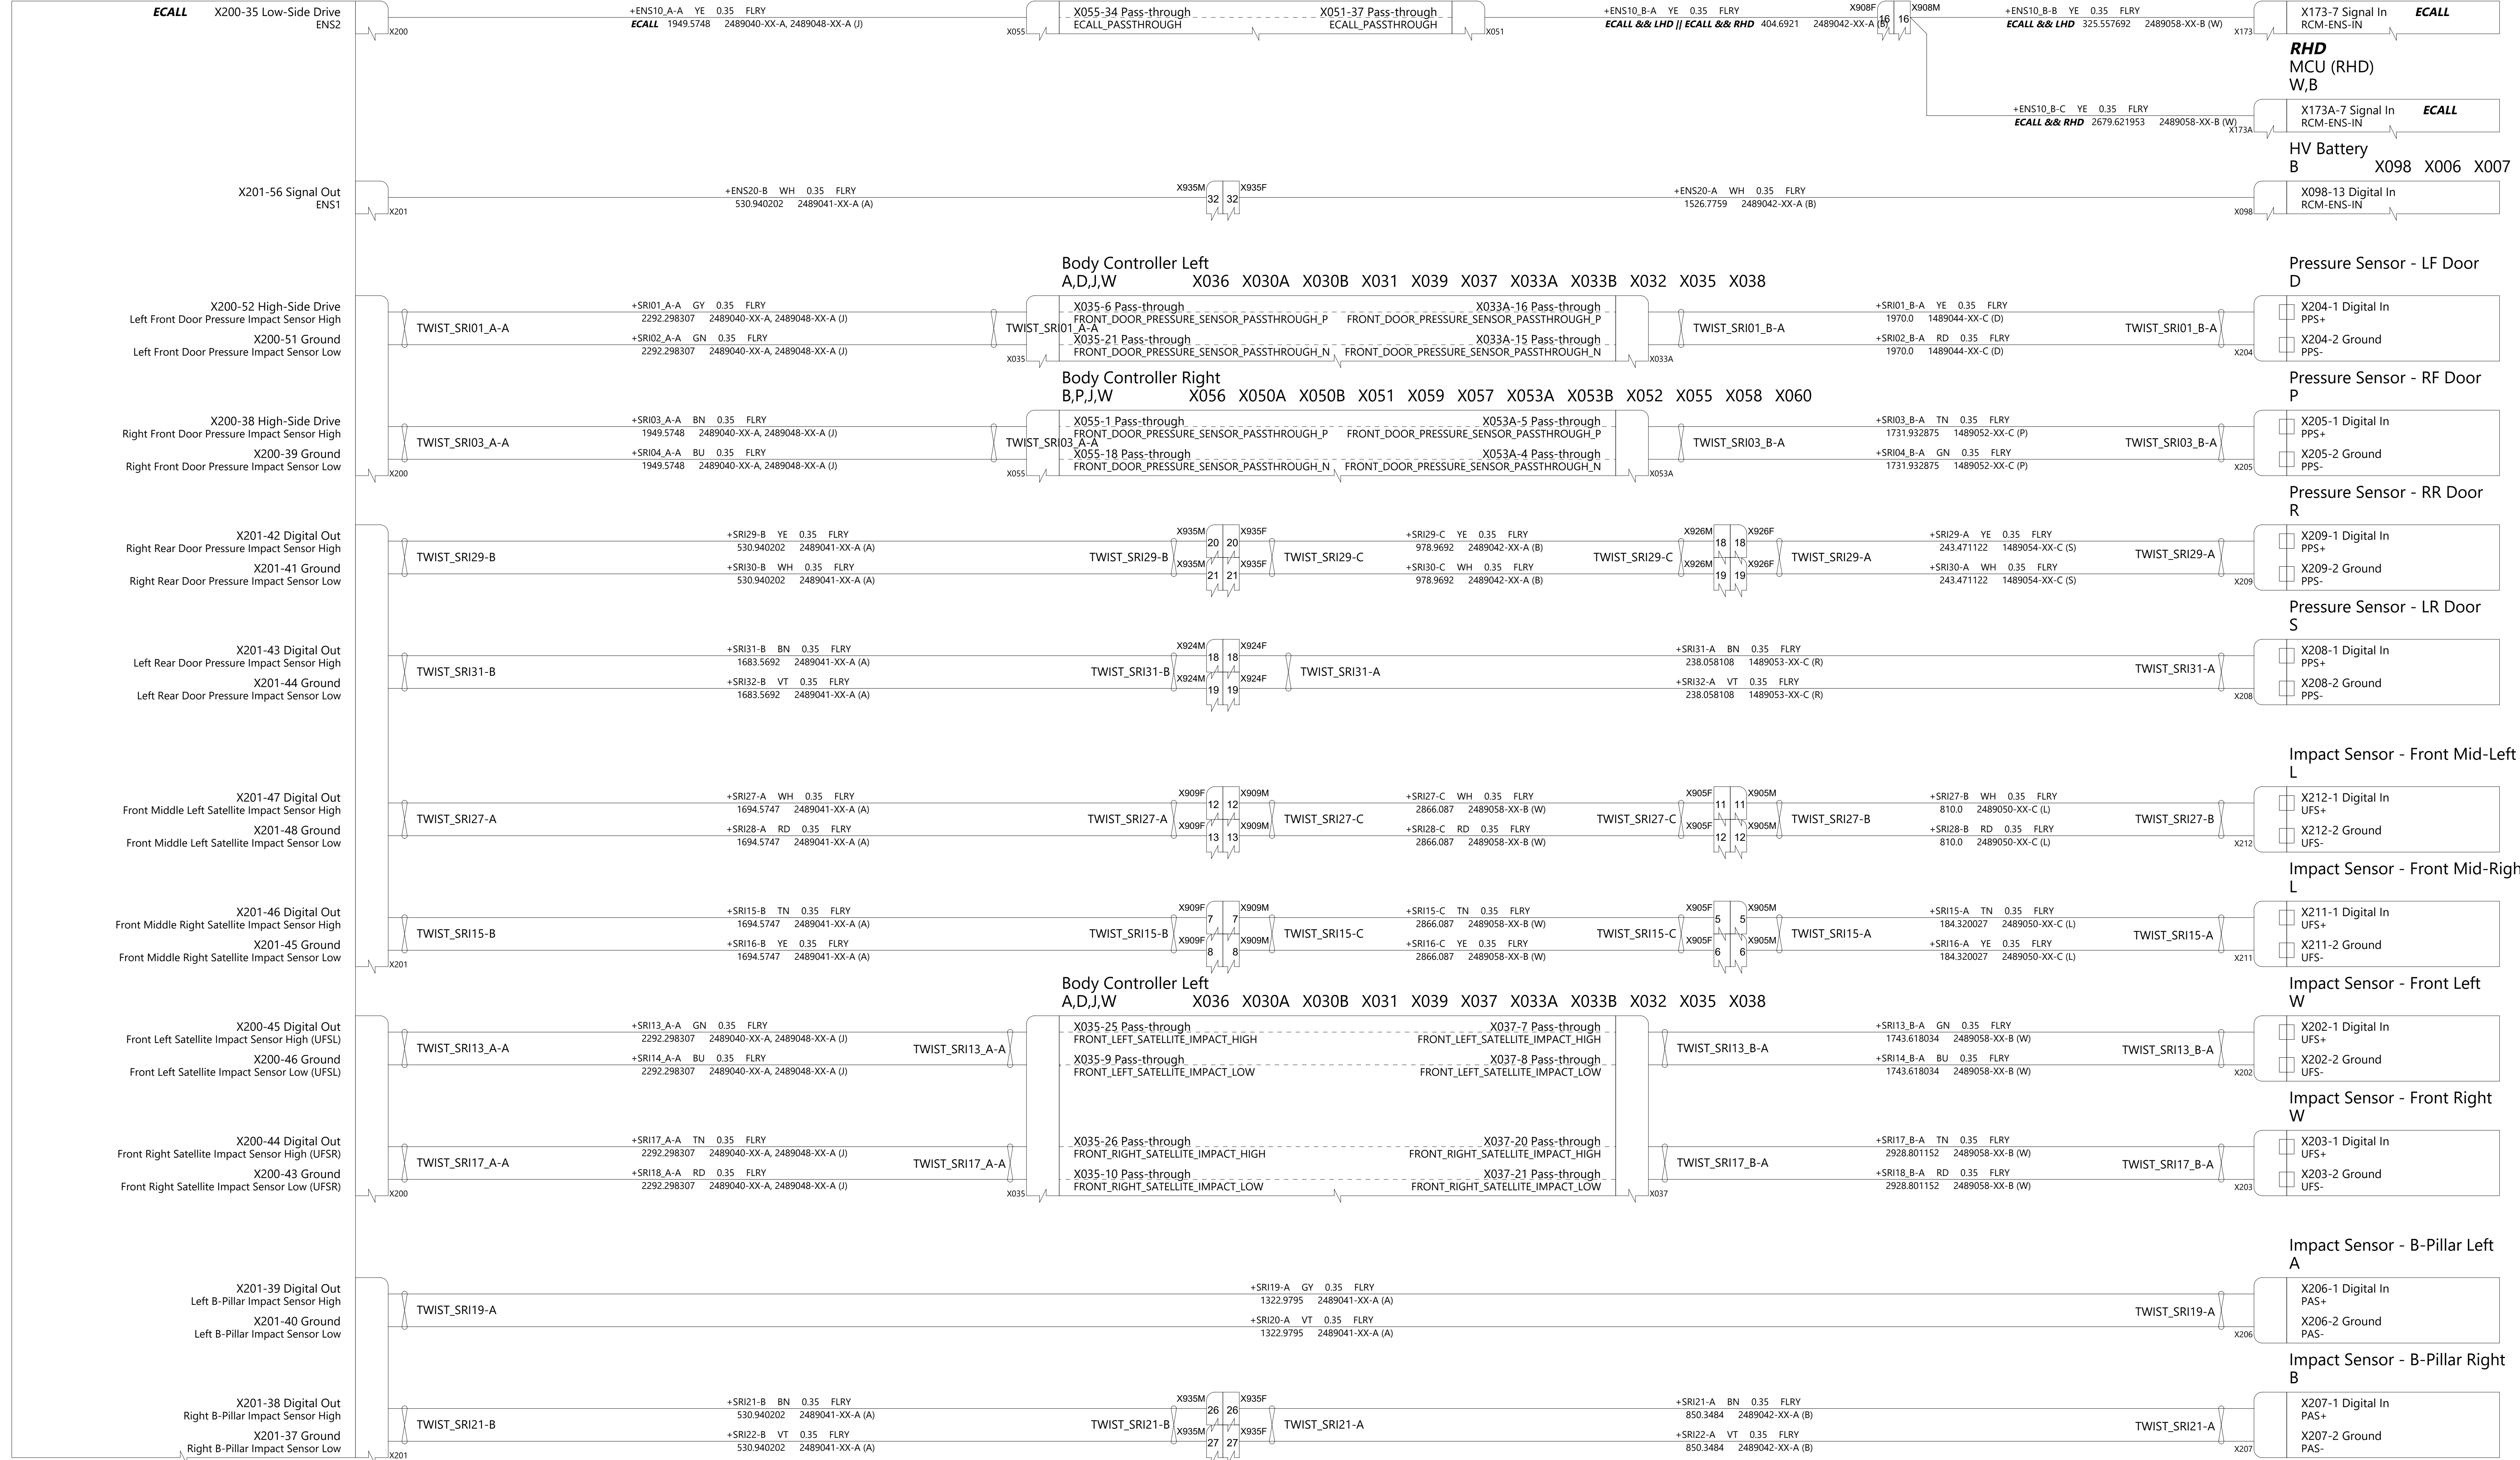 ECALL X200-35 Low-Side Drive
ENS2
X200
+ENS10_A-A YE 0.35 FLRY
ECALL 1949.5748 2489040-XX-A, 2489048-XX-A (J)
X055
X055-34 Pass-through X051-37 Pass-through
ECALL_PASSTHROUGH ECALL_PASSTHROUGH
X051
+ENS10_B-A YE 0.35 FLRY
ECALL && LHD || ECALL && RHD 404.6921 2489042-XX-A (B)
X908F 16 16 X908M
+ENS10_B-B YE 0.35 FLRY
ECALL && LHD 325.557692 2489058-XX-B (W)
X173
X173-7 Signal In ECALL
RCM-ENS-IN
RHD
MCU (RHD)
W,B
+ENS10_B-C YE 0.35 FLRY
ECALL && RHD 2679.621953 2489058-XX-B (W)
X173A
X173A-7 Signal In ECALL
RCM-ENS-IN
HV Battery
B X098 X006 X007
X201-56 Signal Out
ENS1
X201
+ENS20-B WH 0.35 FLRY
530.940202 2489041-XX-A (A)
X935M 32 32 X935F
+ENS20-A WH 0.35 FLRY
1526.7759 2489042-XX-A (B)
X098
X098-13 Digital In
RCM-ENS-IN
Body Controller Left
A,D,J,W X036 X030A X030B X031 X039 X037 X033A X033B X032 X035 X038
Pressure Sensor - LF Door
D
X200-52 High-Side Drive
Left Front Door Pressure Impact Sensor High
X200-51 Ground
Left Front Door Pressure Impact Sensor Low
TWIST_SRI01_A-A
+SRI01_A-A GY 0.35 FLRY
2292.298307 2489040-XX-A, 2489048-XX-A (J)
+SRI02_A-A GN 0.35 FLRY
2292.298307 2489040-XX-A, 2489048-XX-A (J)
TWIST_SRI01_A-A
X035
X035-6 Pass-through X033A-16 Pass-through
FRONT_DOOR_PRESSURE_SENSOR_PASSTHROUGH_P FRONT_DOOR_PRESSURE_SENSOR_PASSTHROUGH_P
X035-21 Pass-through X033A-15 Pass-through
FRONT_DOOR_PRESSURE_SENSOR_PASSTHROUGH_N FRONT_DOOR_PRESSURE_SENSOR_PASSTHROUGH_N
X033A
TWIST_SRI01_B-A
+SRI01_B-A YE 0.35 FLRY
1970.0 1489044-XX-C (D)
+SRI02_B-A RD 0.35 FLRY
1970.0 1489044-XX-C (D)
TWIST_SRI01_B-A
X204
X204-1 Digital In
PPS+
X204-2 Ground
PPS-
Body Controller Right
B,P,J,W X056 X050A X050B X051 X059 X057 X053A X053B X052 X055 X058 X060
Pressure Sensor - RF Door
P
X200-38 High-Side Drive
Right Front Door Pressure Impact Sensor High
X200-39 Ground
Right Front Door Pressure Impact Sensor Low
X200
TWIST_SRI03_A-A
+SRI03_A-A BN 0.35 FLRY
1949.5748 2489040-XX-A, 2489048-XX-A (J)
+SRI04_A-A BU 0.35 FLRY
1949.5748 2489040-XX-A, 2489048-XX-A (J)
TWIST_SRI03_A-A
X055
X055-1 Pass-through X053A-5 Pass-through
FRONT_DOOR_PRESSURE_SENSOR_PASSTHROUGH_P FRONT_DOOR_PRESSURE_SENSOR_PASSTHROUGH_P
X055-18 Pass-through X053A-4 Pass-through
FRONT_DOOR_PRESSURE_SENSOR_PASSTHROUGH_N FRONT_DOOR_PRESSURE_SENSOR_PASSTHROUGH_N
X053A
TWIST_SRI03_B-A
+SRI03_B-A TN 0.35 FLRY
1731.932875 1489052-XX-C (P)
+SRI04_B-A GN 0.35 FLRY
1731.932875 1489052-XX-C (P)
TWIST_SRI03_B-A
X205
X205-1 Digital In
PPS+
X205-2 Ground
PPS-
Pressure Sensor - RR Door
R
X201-42 Digital Out
Right Rear Door Pressure Impact Sensor High
X201-41 Ground
Right Rear Door Pressure Impact Sensor Low
TWIST_SRI29-B
+SRI29-B YE 0.35 FLRY
530.940202 2489041-XX-A (A)
+SRI30-B WH 0.35 FLRY
530.940202 2489041-XX-A (A)
TWIST_SRI29-B
X935M 20 20 X935F
X935M 21 21 X935F
TWIST_SRI29-C
+SRI29-C YE 0.35 FLRY
978.9692 2489042-XX-A (B)
+SRI30-C WH 0.35 FLRY
978.9692 2489042-XX-A (B)
TWIST_SRI29-C
X926M 18 18 X926F
X926M 19 19 X926F
TWIST_SRI29-A
+SRI29-A YE 0.35 FLRY
243.471122 1489054-XX-C (S)
+SRI30-A WH 0.35 FLRY
243.471122 1489054-XX-C (S)
TWIST_SRI29-A
X209
X209-1 Digital In
PPS+
X209-2 Ground
PPS-
Pressure Sensor - LR Door
S
X201-43 Digital Out
Left Rear Door Pressure Impact Sensor High
X201-44 Ground
Left Rear Door Pressure Impact Sensor Low
TWIST_SRI31-B
+SRI31-B BN 0.35 FLRY
1683.5692 2489041-XX-A (A)
+SRI32-B VT 0.35 FLRY
1683.5692 2489041-XX-A (A)
TWIST_SRI31-B
X924M 18 18 X924F
X924M 19 19 X924F
TWIST_SRI31-A
+SRI31-A BN 0.35 FLRY
238.058108 1489053-XX-C (R)
+SRI32-A VT 0.35 FLRY
238.058108 1489053-XX-C (R)
TWIST_SRI31-A
X208
X208-1 Digital In
PPS+
X208-2 Ground
PPS-
Impact Sensor - Front Mid-Left
L
X201-47 Digital Out
Front Middle Left Satellite Impact Sensor High
X201-48 Ground
Front Middle Left Satellite Impact Sensor Low
TWIST_SRI27-A
+SRI27-A WH 0.35 FLRY
1694.5747 2489041-XX-A (A)
+SRI28-A RD 0.35 FLRY
1694.5747 2489041-XX-A (A)
TWIST_SRI27-A
X909F 12 12 X909M
X909F 13 13 X909M
TWIST_SRI27-C
+SRI27-C WH 0.35 FLRY
2866.087 2489058-XX-B (W)
+SRI28-C RD 0.35 FLRY
2866.087 2489058-XX-B (W)
TWIST_SRI27-C
X905F 11 11 X905M
X905F 12 12 X905M
TWIST_SRI27-B
+SRI27-B WH 0.35 FLRY
810.0 2489050-XX-C (L)
+SRI28-B RD 0.35 FLRY
810.0 2489050-XX-C (L)
TWIST_SRI27-B
X212
X212-1 Digital In
UFS+
X212-2 Ground
UFS-
Impact Sensor - Front Mid-Righ
L
X201-46 Digital Out
Front Middle Right Satellite Impact Sensor High
X201-45 Ground
Front Middle Right Satellite Impact Sensor Low
X201
TWIST_SRI15-B
+SRI15-B TN 0.35 FLRY
1694.5747 2489041-XX-A (A)
+SRI16-B YE 0.35 FLRY
1694.5747 2489041-XX-A (A)
TWIST_SRI15-B
X909F 7 7 X909M
X909F 8 8 X909M
TWIST_SRI15-C
+SRI15-C TN 0.35 FLRY
2866.087 2489058-XX-B (W)
+SRI16-C YE 0.35 FLRY
2866.087 2489058-XX-B (W)
TWIST_SRI15-C
X905F 5 5 X905M
X905F 6 6 X905M
TWIST_SRI15-A
+SRI15-A TN 0.35 FLRY
184.320027 2489050-XX-C (L)
+SRI16-A YE 0.35 FLRY
184.320027 2489050-XX-C (L)
TWIST_SRI15-A
X211
X211-1 Digital In
UFS+
X211-2 Ground
UFS-
Body Controller Left
A,D,J,W X036 X030A X030B X031 X039 X037 X033A X033B X032 X035 X038
Impact Sensor - Front Left
W
X200-45 Digital Out
Front Left Satellite Impact Sensor High (UFSL)
X200-46 Ground
Front Left Satellite Impact Sensor Low (UFSL)
TWIST_SRI13_A-A
+SRI13_A-A GN 0.35 FLRY
2292.298307 2489040-XX-A, 2489048-XX-A (J)
+SRI14_A-A BU 0.35 FLRY
2292.298307 2489040-XX-A, 2489048-XX-A (J)
TWIST_SRI13_A-A
X035-25 Pass-through X037-7 Pass-through
FRONT_LEFT_SATELLITE_IMPACT_HIGH FRONT_LEFT_SATELLITE_IMPACT_HIGH
X035-9 Pass-through X037-8 Pass-through
FRONT_LEFT_SATELLITE_IMPACT_LOW FRONT_LEFT_SATELLITE_IMPACT_LOW
TWIST_SRI13_B-A
+SRI13_B-A GN 0.35 FLRY
1743.618034 2489058-XX-B (W)
+SRI14_B-A BU 0.35 FLRY
1743.618034 2489058-XX-B (W)
TWIST_SRI13_B-A
X202
X202-1 Digital In
UFS+
X202-2 Ground
UFS-
Impact Sensor - Front Right
W
X200-44 Digital Out
Front Right Satellite Impact Sensor High (UFSR)
X200-43 Ground
Front Right Satellite Impact Sensor Low (UFSR)
X200
TWIST_SRI17_A-A
+SRI17_A-A TN 0.35 FLRY
2292.298307 2489040-XX-A, 2489048-XX-A (J)
+SRI18_A-A RD 0.35 FLRY
2292.298307 2489040-XX-A, 2489048-XX-A (J)
TWIST_SRI17_A-A
X035
X035-26 Pass-through X037-20 Pass-through
FRONT_RIGHT_SATELLITE_IMPACT_HIGH FRONT_RIGHT_SATELLITE_IMPACT_HIGH
X035-10 Pass-through X037-21 Pass-through
FRONT_RIGHT_SATELLITE_IMPACT_LOW FRONT_RIGHT_SATELLITE_IMPACT_LOW
X037
TWIST_SRI17_B-A
+SRI17_B-A TN 0.35 FLRY
2928.801152 2489058-XX-B (W)
+SRI18_B-A RD 0.35 FLRY
2928.801152 2489058-XX-B (W)
TWIST_SRI17_B-A
X203
X203-1 Digital In
UFS+
X203-2 Ground
UFS-
Impact Sensor - B-Pillar Left
A
X201-39 Digital Out
Left B-Pillar Impact Sensor High
X201-40 Ground
Left B-Pillar Impact Sensor Low
TWIST_SRI19-A
+SRI19-A GY 0.35 FLRY
1322.9795 2489041-XX-A (A)
+SRI20-A VT 0.35 FLRY
1322.9795 2489041-XX-A (A)
TWIST_SRI19-A
X206
X206-1 Digital In
PAS+
X206-2 Ground
PAS-
Impact Sensor - B-Pillar Right
B
X201-38 Digital Out
Right B-Pillar Impact Sensor High
X201-37 Ground
Right B-Pillar Impact Sensor Low
X201
TWIST_SRI21-B
+SRI21-B BN 0.35 FLRY
530.940202 2489041-XX-A (A)
+SRI22-B VT 0.35 FLRY
530.940202 2489041-XX-A (A)
TWIST_SRI21-B
X935M 26 26 X935F
X935M 27 27 X935F
TWIST_SRI21-A
+SRI21-A BN 0.35 FLRY
850.3484 2489042-XX-A (B)
+SRI22-A VT 0.35 FLRY
850.3484 2489042-XX-A (B)
TWIST_SRI21-A
X207
X207-1 Digital In
PAS+
X207-2 Ground
PAS-